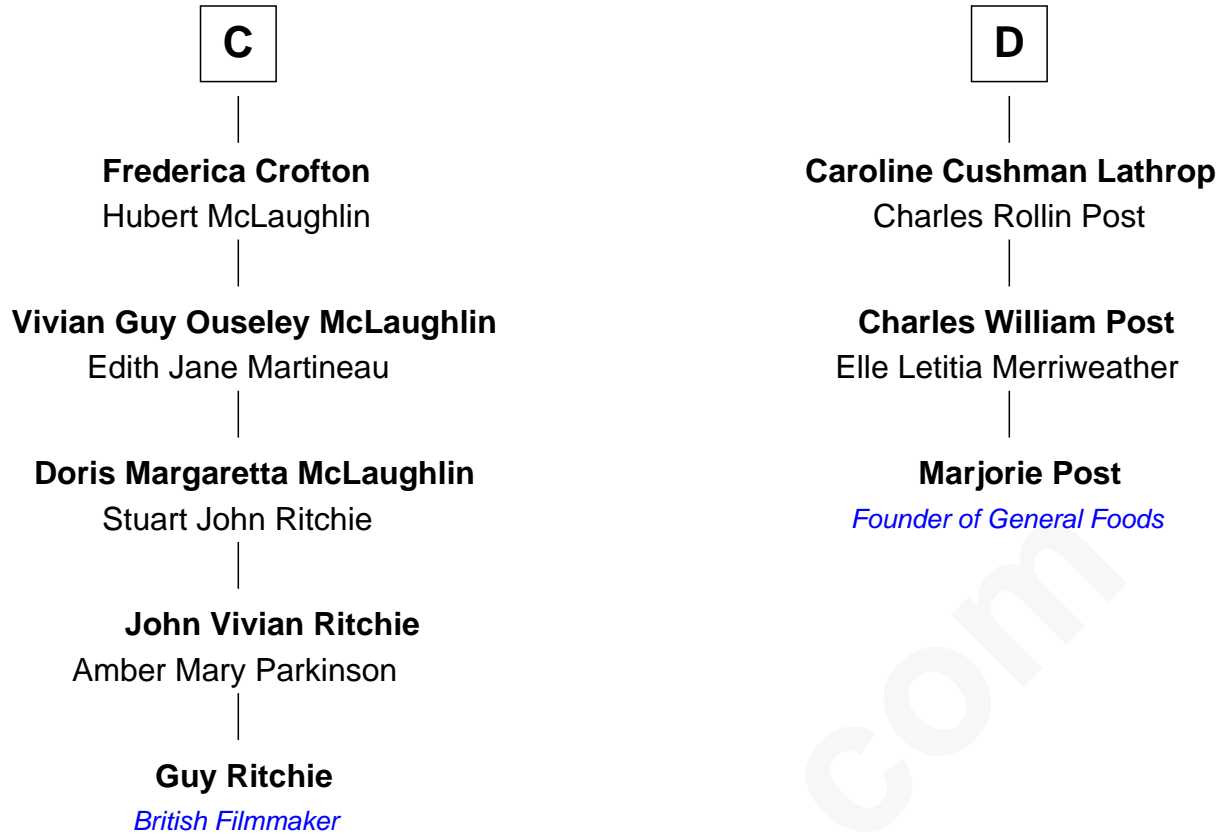 C
Frederica Crofton
Hubert McLaughlin
Vivian Guy Ouseley McLaughlin
Edith Jane Martineau
Doris Margaretta McLaughlin
Stuart John Ritchie
John Vivian Ritchie
Amber Mary Parkinson
Guy Ritchie
British Filmmaker
D
Caroline Cushman Lathrop
Charles Rollin Post
Charles William Post
Elle Letitia Merriweather
Marjorie Post
Founder of General Foods
com